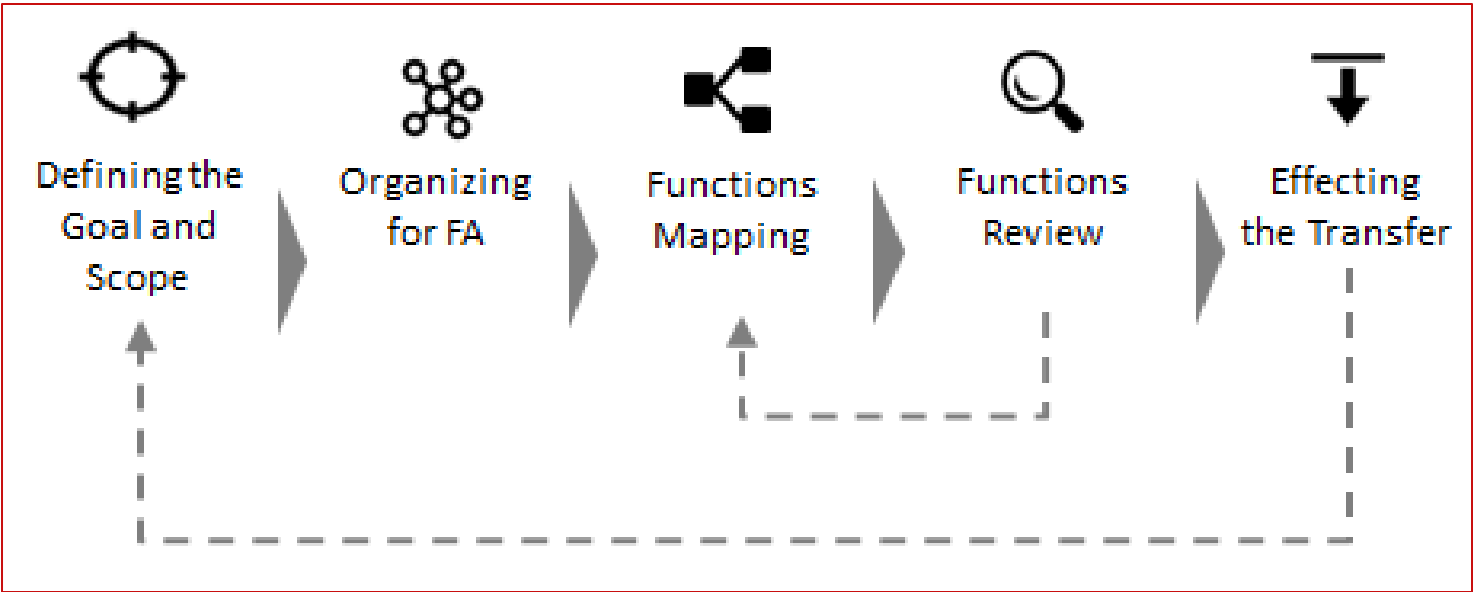 Defining the
Goal and
Scope
Organizing
for FA
Functions
Mapping
Functions
Review
Effecting
the Transfer